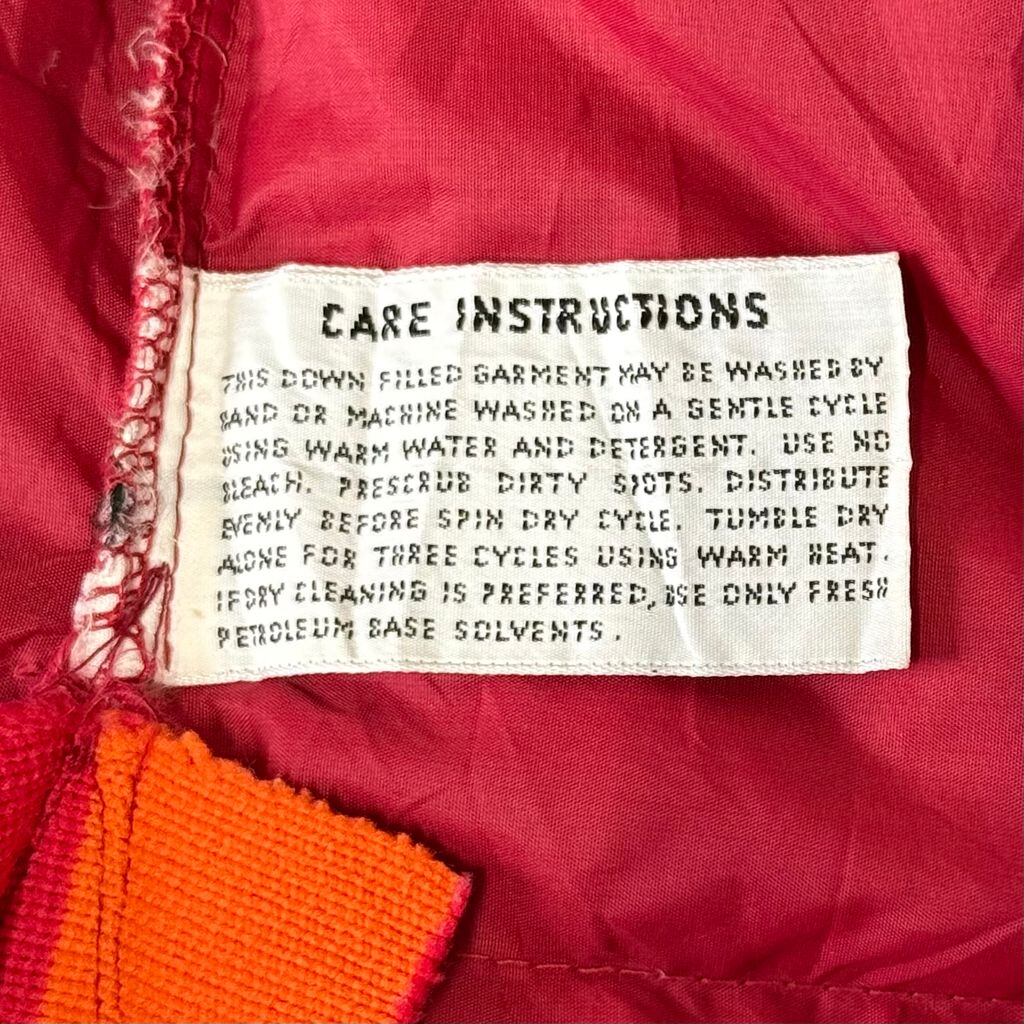 CARE INSTRUCTIONS
THIS DOWN FILLED GARMENT MAY BE WASHED BY
HAND OR MACHINE WASHED ON A GENTLE CYCLE
USING WARM WATER AND DETERGENT. USE NO
BLEACH. PRESCRUB DIRTY SPOTS. DISTRIBUTE
EVENLY BEFORE SPIN DRY CYCLE. TUMBLE DRY
ALONE FOR THREE CYCLES USING WARM HEAT.
IF DRY CLEANING IS PREFERRED, USE ONLY FRESH
PETROLEUM BASE SOLVENTS.